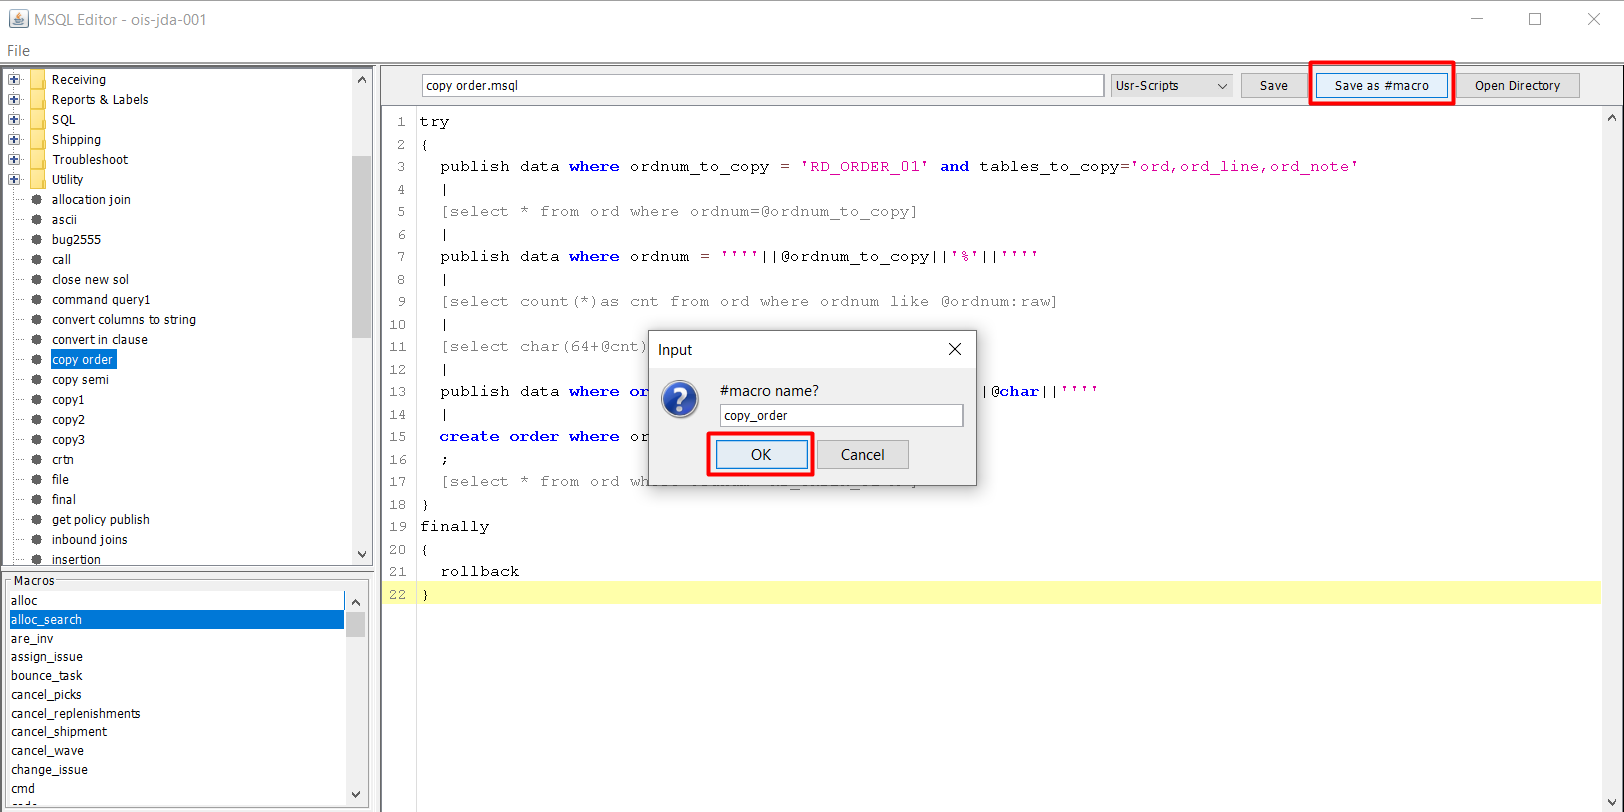 MSQL Editor - ois-jda-001
File
Receiving
Reports & Labels
SQL
Shipping
Troubleshoot
Utility
allocation join
ascii
bug2555
call
close new sol
command query1
convert columns to string
convert in clause
copy order
copy semi
copy1
copy2
copy3
crtn
file
final
get policy publish
inbound joins
insertion
Macros
alloc
alloc_search
are_inv
assign_issue
bounce_task
cancel_picks
cancel_replenishments
cancel_shipment
cancel_wave
change_issue
cmd
copy order.msql Usr-Scripts Save Save as #macro Open Directory
1 try
2 {
3 publish data where ordnum_to_copy = 'RD_ORDER_01' and tables_to_copy='ord,ord_line,ord_note'
4 |
5 [select * from ord where ordnum=@ordnum_to_copy]
6 |
7 publish data where ordnum = ''''||@ordnum_to_copy||'%'||''''
8 |
9 [select count(*)as cnt from ord where ordnum like @ordnum:raw]
10 |
11 [select char(64+@cnt)
12 |
13 publish data where or |@char||''''
14 |
15 create order where or
16 ;
17 [select * from ord wh
18 }
19 finally
20 {
21 rollback
22 }
Input
#macro name?
copy_order
OK Cancel